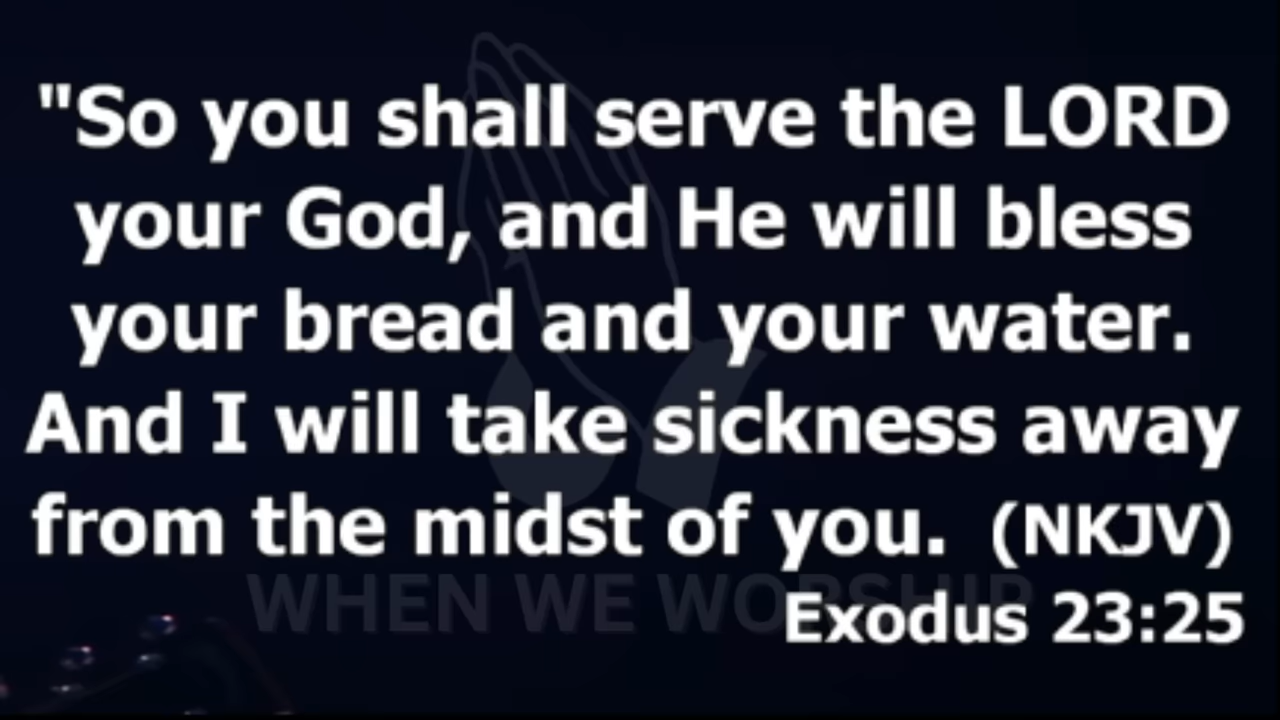 "So you shall serve the LORD
your God, and He will bless
your bread and your water.
And I will take sickness away
from the midst of you. (NKJV)
WHEN WE WORSHIP
Exodus 23:25